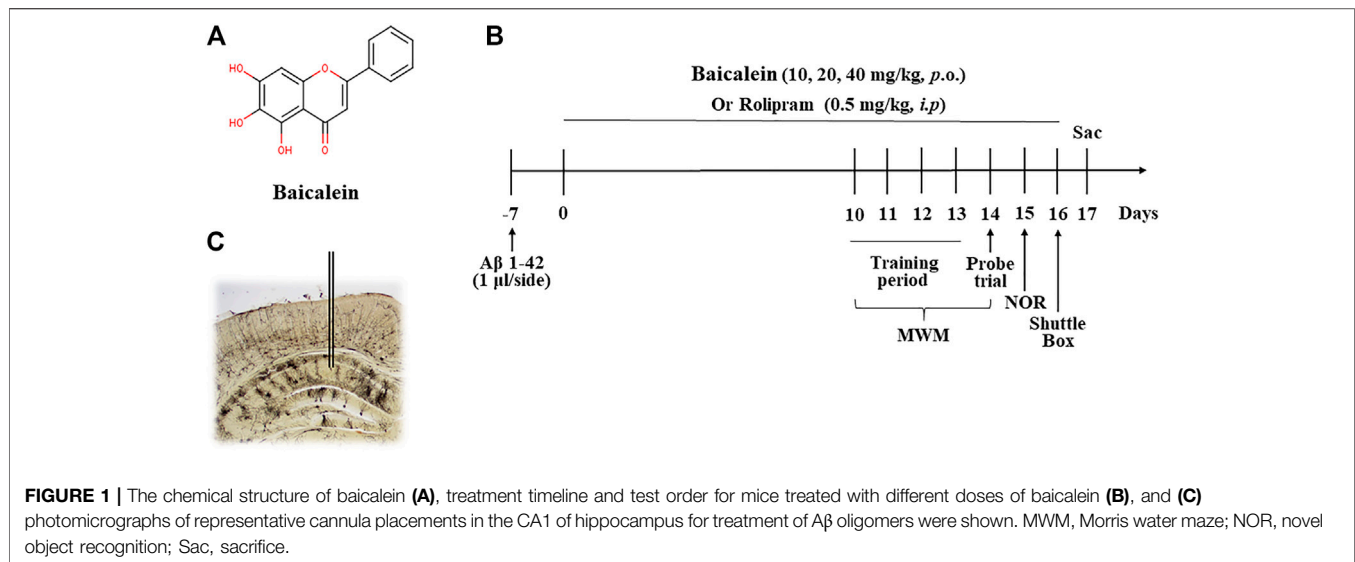 A
HO
HO
OH
O
O
Baicalein
B
Baicalein (10, 20, 40 mg/kg, p.o.)
Or Rolipram (0.5 mg/kg, i.p)
Sac
-7 0 10 11 12 13 14 15 16 17 Days
Aβ 1-42
(1 μl/side)
Training
period
Probe
trial
NOR
Shuttle
Box
MWM
C
FIGURE 1 | The chemical structure of baicalein (A), treatment timeline and test order for mice treated with different doses of baicalein (B), and (C)
photomicrographs of representative cannula placements in the CA1 of hippocampus for treatment of Aβ oligomers were shown. MWM, Morris water maze; NOR, novel
object recognition; Sac, sacrifice.